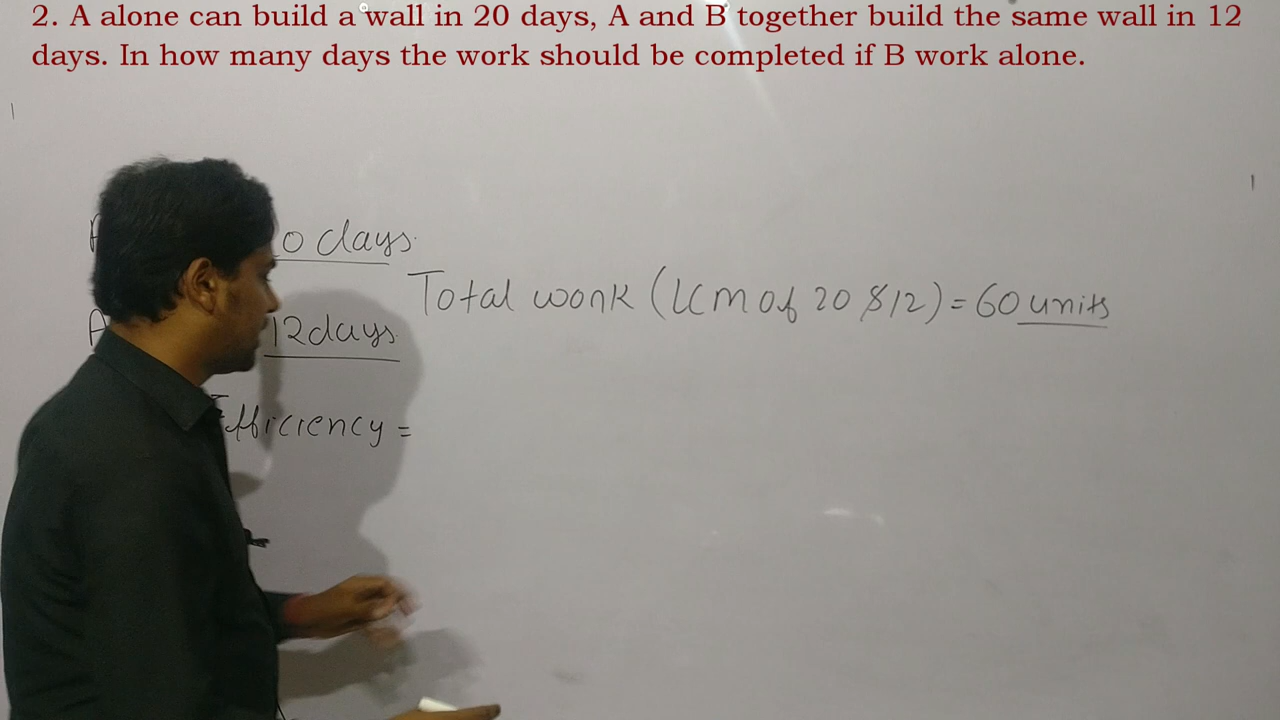 2. A alone can build a wall in 20 days, A and B together build the same wall in 12
days. In how many days the work should be completed if B work alone.
0 days.
Total work (LCM of 20 & 12) = 60 units
12 days
Efficiency =